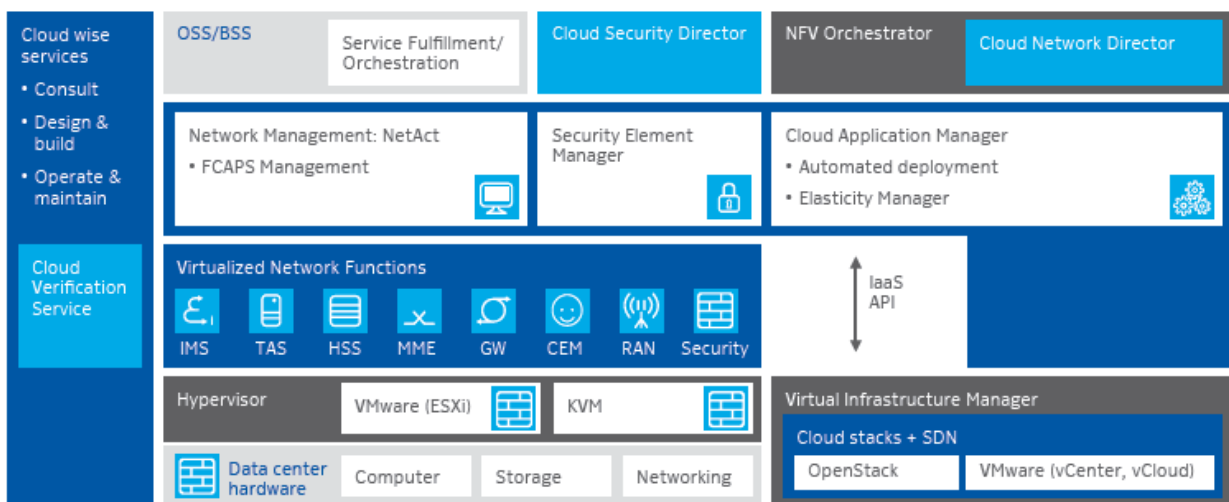 Cloud wise
services
• Consult
• Design &
build
• Operate &
maintain
Cloud
Verification
Service
OSS/BSS
Service Fulfillment/
Orchestration
Cloud Security Director
NFV Orchestrator
Cloud Network Director
Network Management: NetAct
• FCAPS Management
Security Element
Manager
Cloud Application Manager
• Automated deployment
• Elasticity Manager
Virtualized Network Functions
IMS
TAS
HSS
MME
GW
CEM
RAN
Security
IaaS
API
Hypervisor
VMware (ESXi)
KVM
Data center
hardware
Computer
Storage
Networking
Virtual Infrastructure Manager
Cloud stacks + SDN
OpenStack
VMware (vCenter, vCloud)